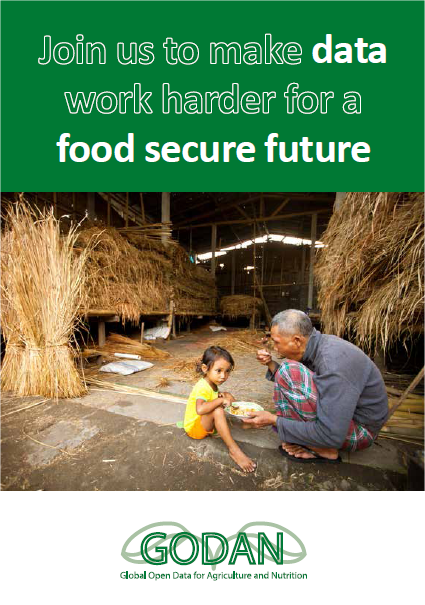 Join us to make data
work harder for a
food secure future
GODAN
Global Open Data for Agriculture and Nutrition